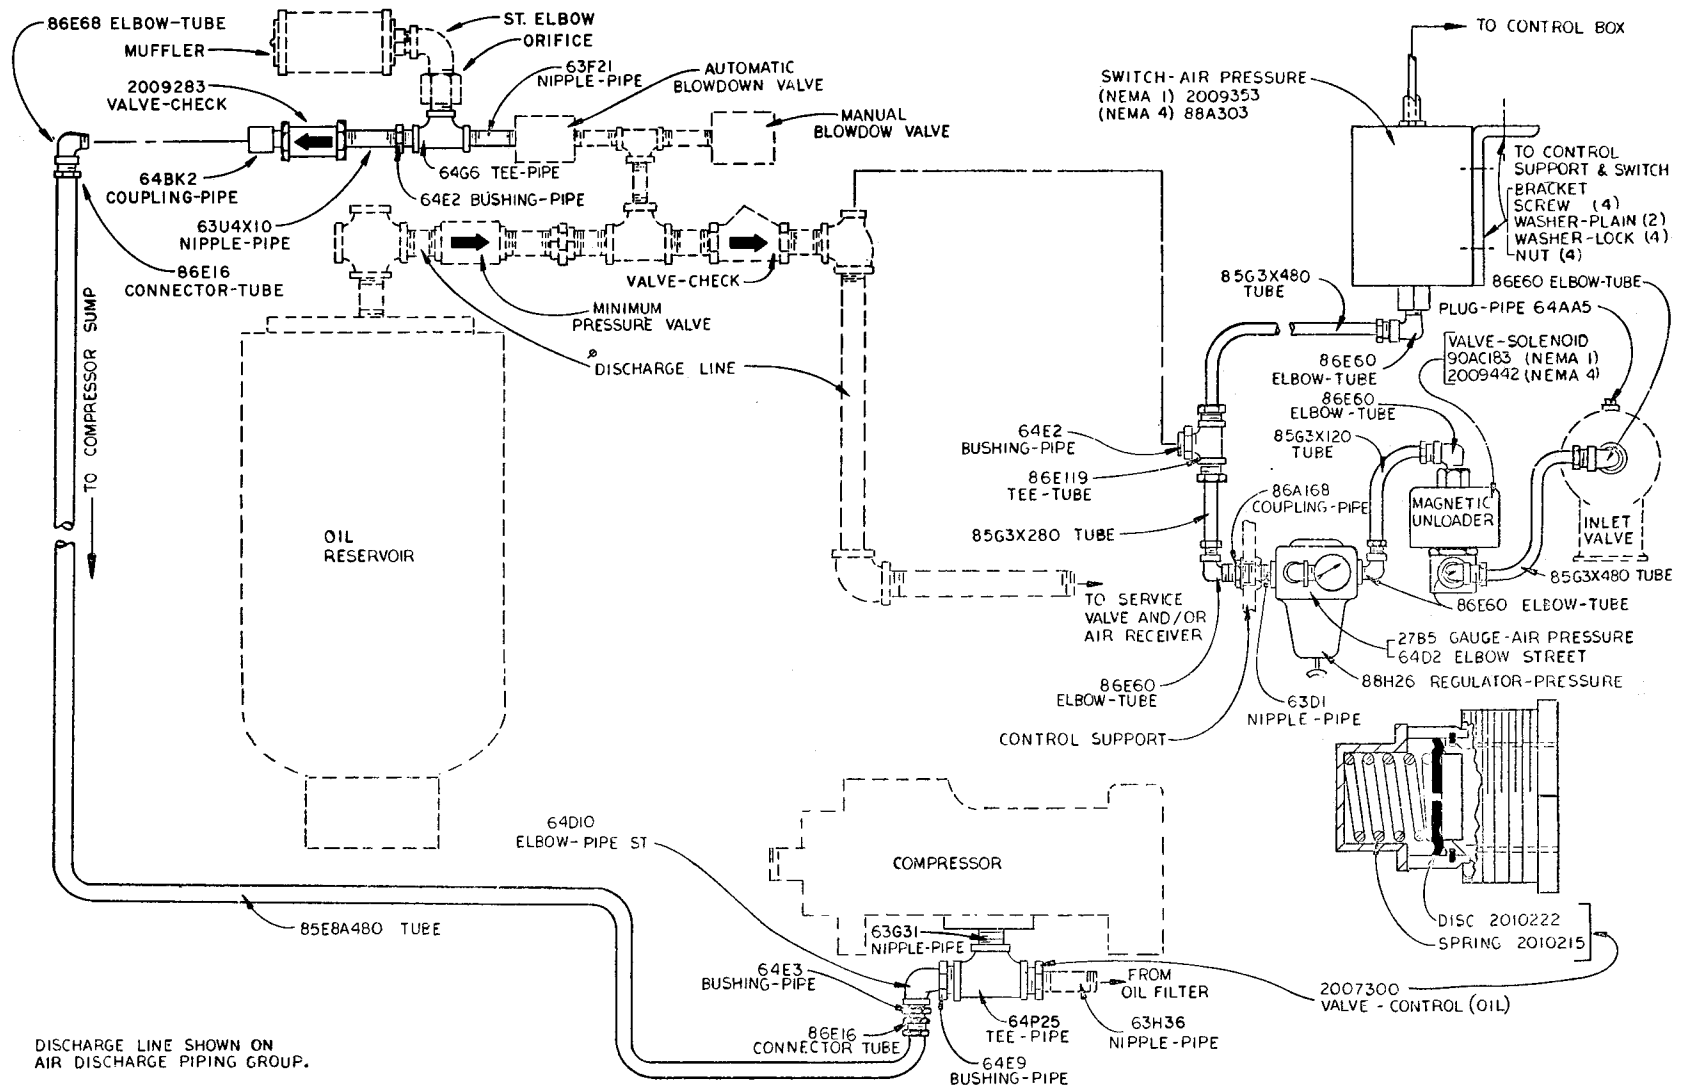 86E68 ELBOW-TUBE
MUFFLER
ST. ELBOW
ORIFICE
2009283
VALVE-CHECK
63F21
NIPPLE-PIPE
AUTOMATIC
BLOWDOWN VALVE
MANUAL
BLOWDOW VALVE
64BK2
COUPLING-PIPE
64G6 TEE-PIPE
64E2 BUSHING-PIPE
63U4X10
NIPPLE-PIPE
86E16
CONNECTOR-TUBE
TO COMPRESSOR SUMP
VALVE-CHECK
MINIMUM
PRESSURE VALVE
DISCHARGE LINE
OIL
RESERVOIR
TO SERVICE
VALVE AND/OR
AIR RECEIVER
TO CONTROL BOX
SWITCH-AIR PRESSURE
(NEMA 1) 2009353
(NEMA 4) 88A303
TO CONTROL
SUPPORT & SWITCH
BRACKET
SCREW (4)
WASHER-PLAIN (2)
WASHER-LOCK (4)
NUT (4)
85G3X480
TUBE
86E60 ELBOW-TUBE
PLUG-PIPE 64AA5
VALVE-SOLENOID
90AC183 (NEMA 1)
2009442 (NEMA 4)
86E60
ELBOW-TUBE
86E60
ELBOW-TUBE
64E2
BUSHING-PIPE
85G3X120
TUBE
86E119
TEE-TUBE
86A168
COUPLING-PIPE
MAGNETIC
UNLOADER
INLET
VALVE
85G3X280 TUBE
85G3X480 TUBE
86E60 ELBOW-TUBE
27B5 GAUGE-AIR PRESSURE
64D2 ELBOW STREET
88H26 REGULATOR-PRESSURE
86E60
ELBOW-TUBE
63D1
NIPPLE-PIPE
CONTROL SUPPORT
64D10
ELBOW-PIPE ST
COMPRESSOR
85E8A480 TUBE
63G31
NIPPLE-PIPE
DISC 2010222
SPRING 2010215
64E3
BUSHING-PIPE
FROM
OIL FILTER
2007300
VALVE-CONTROL (OIL)
86E16
CONNECTOR TUBE
64P25
TEE-PIPE
63H36
NIPPLE-PIPE
64E9
BUSHING-PIPE
DISCHARGE LINE SHOWN ON
AIR DISCHARGE PIPING GROUP.